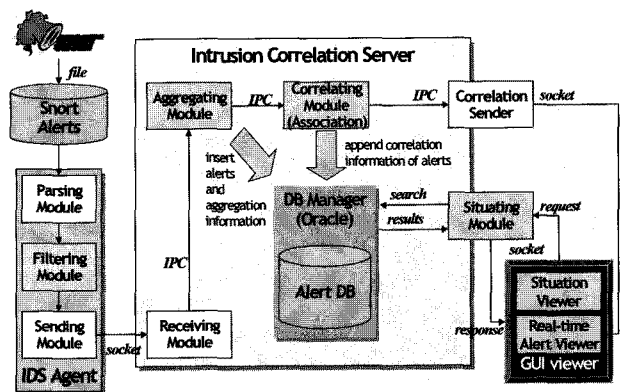 file
Snort
Alerts
Parsing
Module
Filtering
Module
Sending
Module
IDS Agent
socket
Intrusion Correlation Server
Aggregating
Module
IPC
Correlating
Module
(Association)
IPC
Correlation
Sender
socket
insert
alerts
and
aggregation
information
append correlation
information of alerts
IPC
Receiving
Module
DB Manager
(Oracle)
Alert DB
search
results
Situating
Module
request
socket
response
Situation
Viewer
Real-time
Alert Viewer
GUI viewer